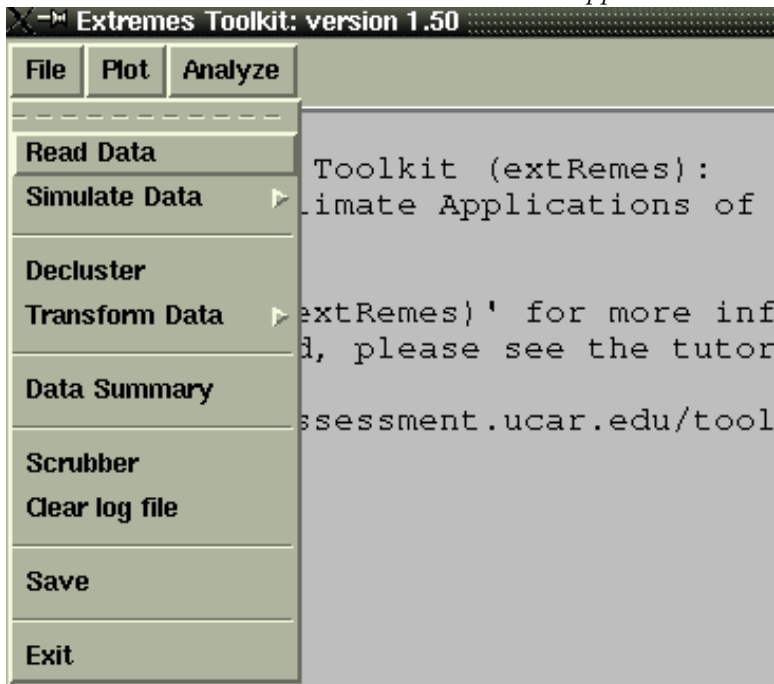 Extremes Toolkit: version 1.50
File Plot Analyze
Read Data
Simulate Data
Decluster
Transform Data
Data Summary
Scrubber
Clear log file
Save
Exit
Toolkit (extRemes):
limate Applications of
extRemes)' for more inf
d, please see the tutor
ssessment.ucar.edu/tool